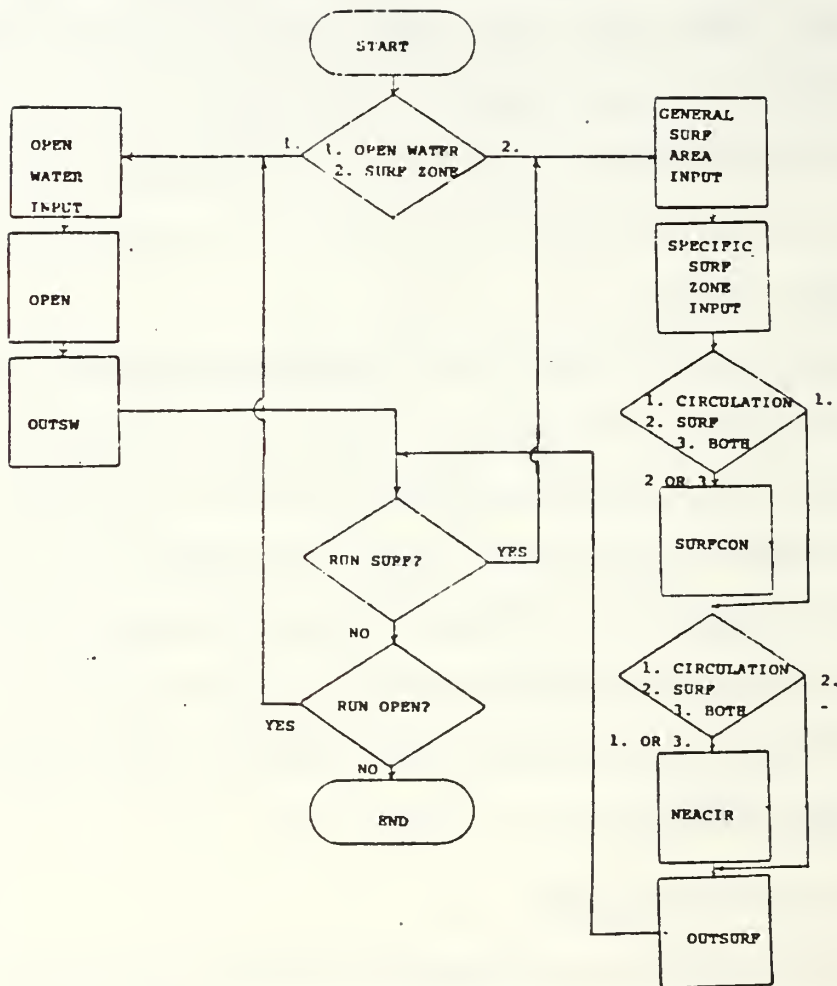 START
1.
1. OPEN WATER
2. SURF ZONE
2.
OPEN
WATER
INPUT
OPEN
OUTSW
GENERAL
SURF
AREA
INPUT
SPECIFIC
SURF
ZONE
INPUT
1. CIRCULATION
2. SURF
3. BOTH
1.
2 OR 3
SURFCON
1. CIRCULATION
2. SURF
3. BOTH
2.
1. OR 3.
NEACIR
OUTSURF
RUN SURF?
YES
NO
RUN OPEN?
YES
NO
END